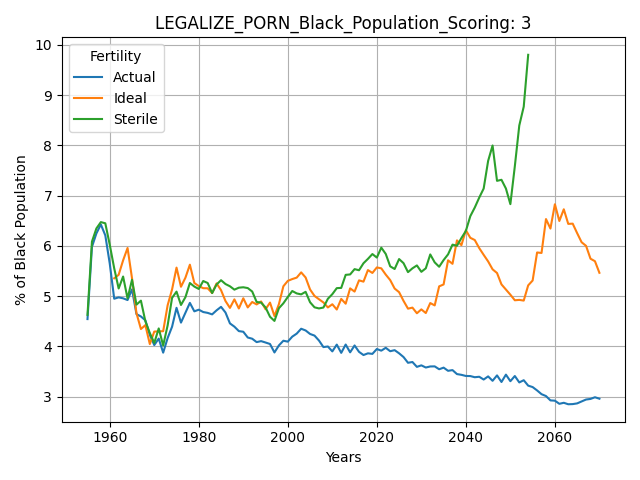 LEGALIZE_PORN_Black_Population_Scoring: 3
Fertility
Actual
Ideal
Sterile
% of Black Population
10
9
8
7
6
5
4
3
1960 1980 2000 2020 2040 2060
Years